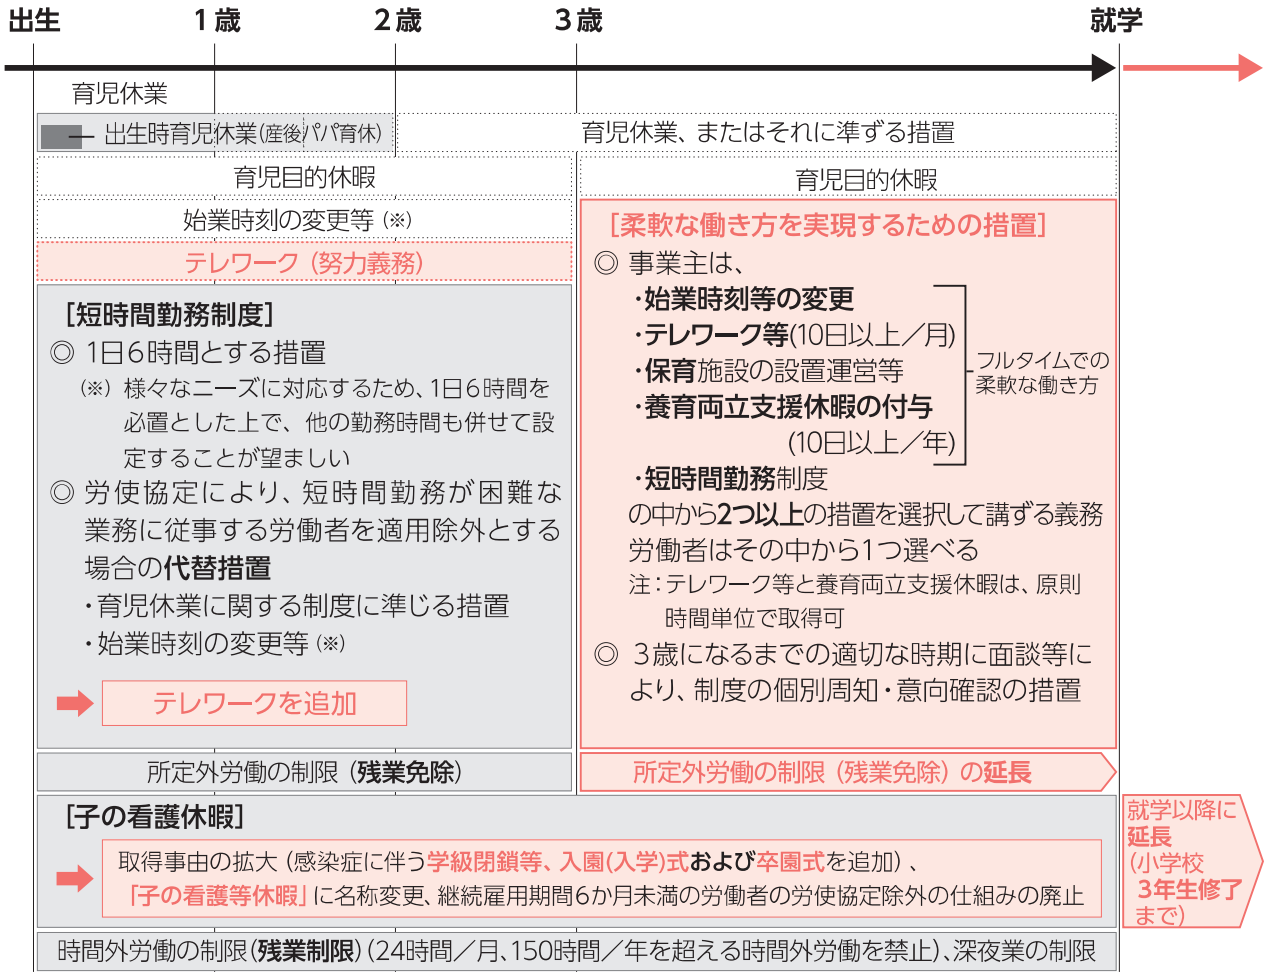 出生
1歳
2歳
3歳
就学
育児休業
出生時育児休業(産後パパ育休)
育児休業、またはそれに準ずる措置
育児目的休暇
育児目的休暇
始業時刻の変更等(※)
テレワーク(努力義務)
[短時間勤務制度]
◎ 1日6時間とする措置
(※) 様々なニーズに対応するため、1日6時間を
必置とした上で、他の勤務時間も併せて設
定することが望ましい
◎ 労使協定により、短時間勤務が困難な
業務に従事する労働者を適用除外とする
場合の代替措置
・育児休業に関する制度に準じる措置
・始業時刻の変更等(※)
テレワークを追加
[柔軟な働き方を実現するための措置]
◎ 事業主は、
・始業時刻等の変更
・テレワーク等(10日以上/月)
・保育施設の設置運営等
・養育両立支援休暇の付与
(10日以上/年)
フルタイムでの
柔軟な働き方
・短時間勤務制度
の中から2つ以上の措置を選択して講ずる義務
労働者はその中から1つ選べる
注:テレワーク等と養育両立支援休暇は、原則
時間単位で取得可
◎ 3歳になるまでの適切な時期に面談等に
より、制度の個別周知・意向確認の措置
所定外労働の制限(残業免除)
所定外労働の制限(残業免除)の延長
[子の看護休暇]
取得事由の拡大(感染症に伴う学級閉鎖等、入園(入学)式および卒園式を追加)、
「子の看護等休暇」に名称変更、継続雇用期間6か月未満の労働者の労使協定除外の仕組みの廃止
就学以降に
延長
(小学校
3年生修了
まで)
時間外労働の制限(残業制限)(24時間/月、150時間/年を超える時間外労働を禁止)、深夜業の制限